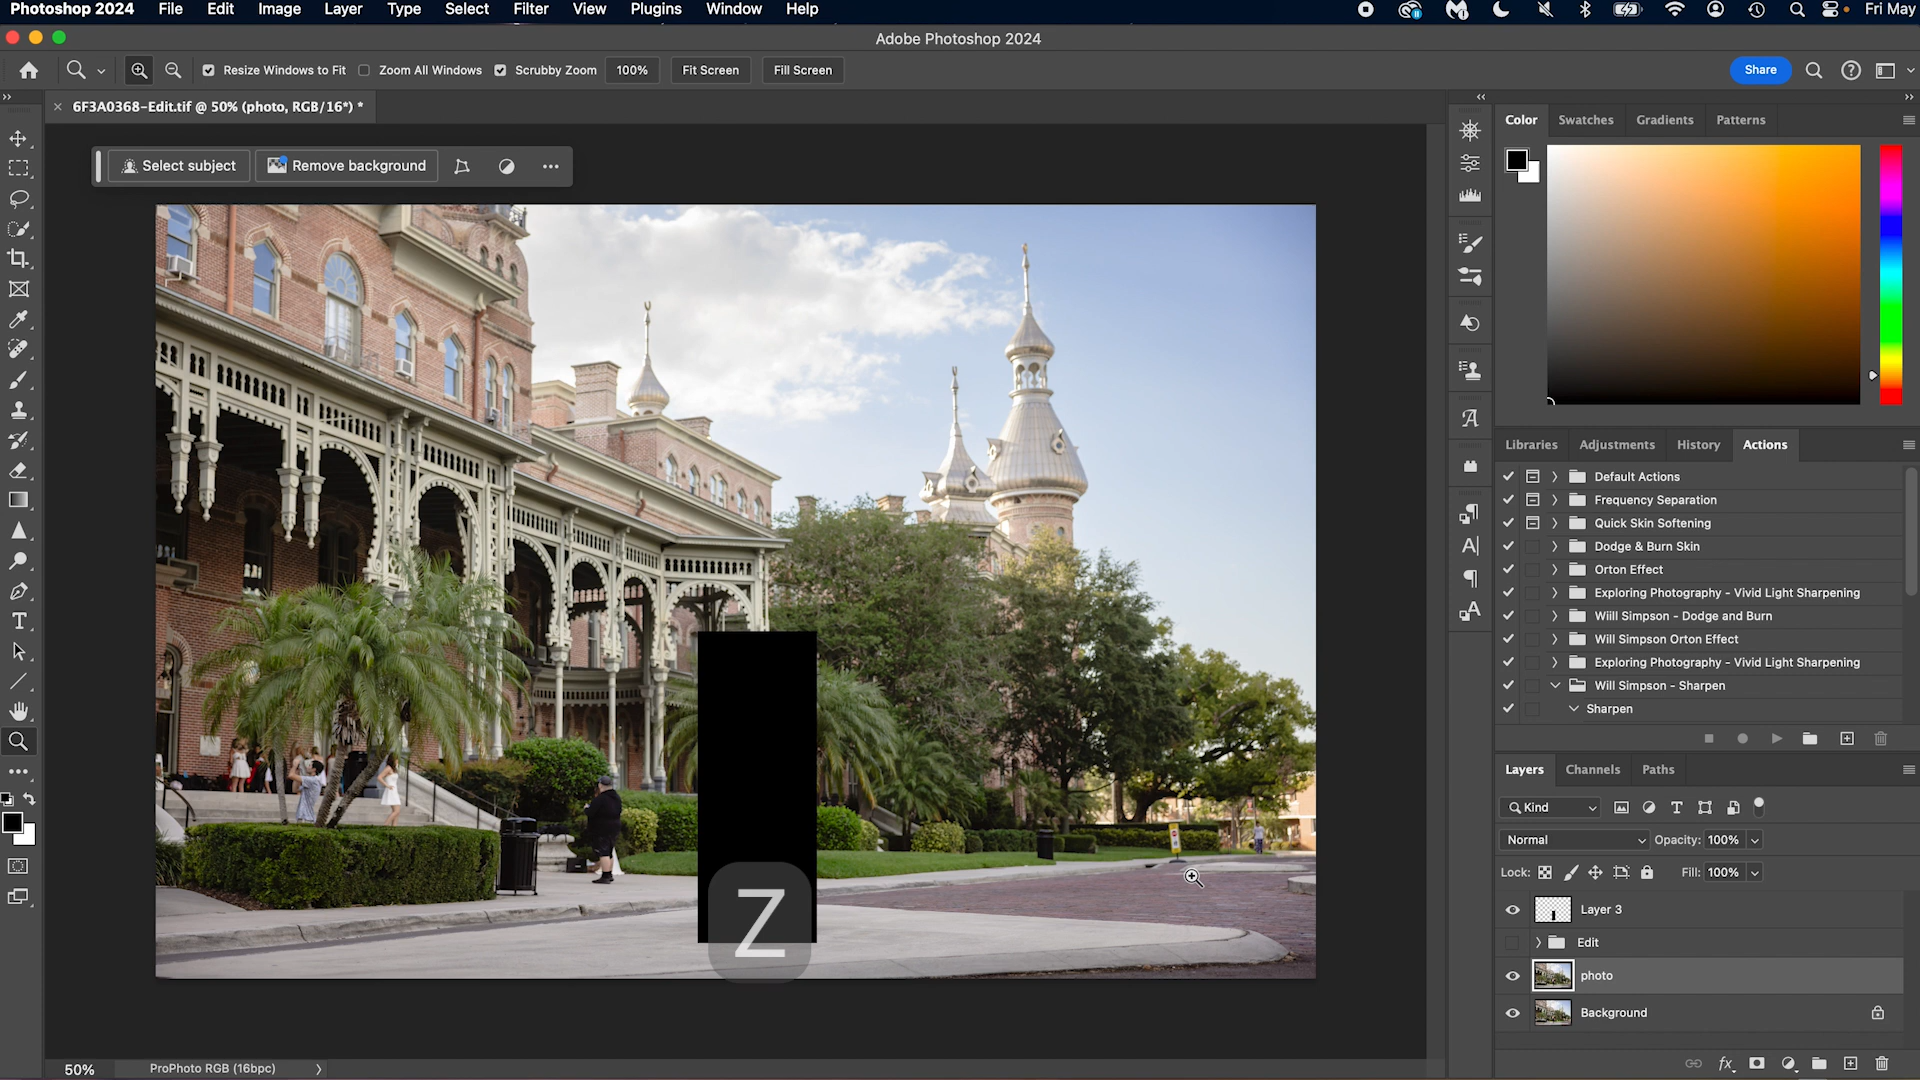 Photoshop 2024 File Edit Image Layer Type Select Filter View Plugins Window Help Fri May
Adobe Photoshop 2024
Resize Windows to Fit Zoom All Windows Scrubby Zoom 100% Fit Screen Fill Screen Share
6F3A0368-Edit.tif @ 50% (photo, RGB/16*) *
Color Swatches Gradients Patterns
Select subject Remove background
Libraries Adjustments History Actions
Default Actions
Frequency Separation
Quick Skin Softening
Dodge & Burn Skin
Orton Effect
Exploring Photography - Vivid Light Sharpening
Wiill Simpson - Dodge and Burn
Will Simpson Orton Effect
Exploring Photography - Vivid Light Sharpening
Will Simpson - Sharpen
Sharpen
Layers Channels Paths
Kind
Normal Opacity: 100%
Lock: Fill: 100%
Layer 3
Edit
photo
Background
Z
50% ProPhoto RGB (16bpc)